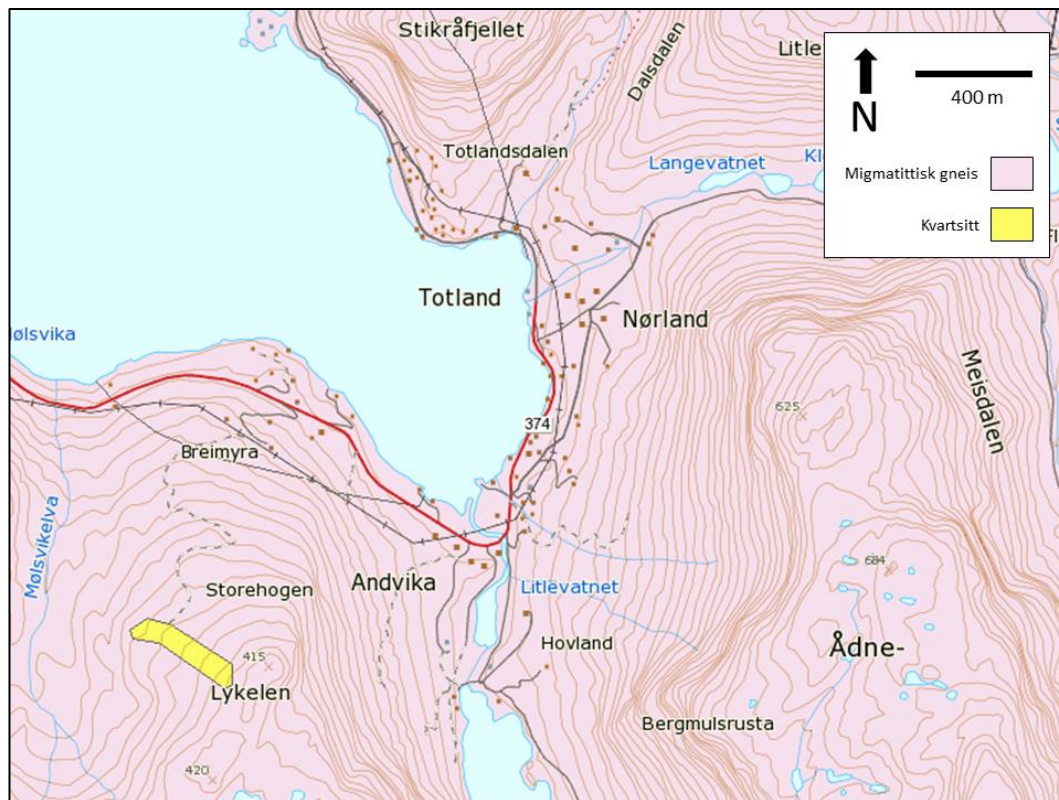 Stikråfjellet
Litle
Dalsdalen
N
400 m
Totlandsdalen
Langevatnet
Migmatittisk gneis
Kvartsitt
Totland
Nørland
ølsvika
Meisdalen
625
374
Breimyra
Mølsvikelva
684
Storehogen
Andvika
Litlevatnet
Hovland
Ådne-
415
Lykelen
Bergmulsrusta
420